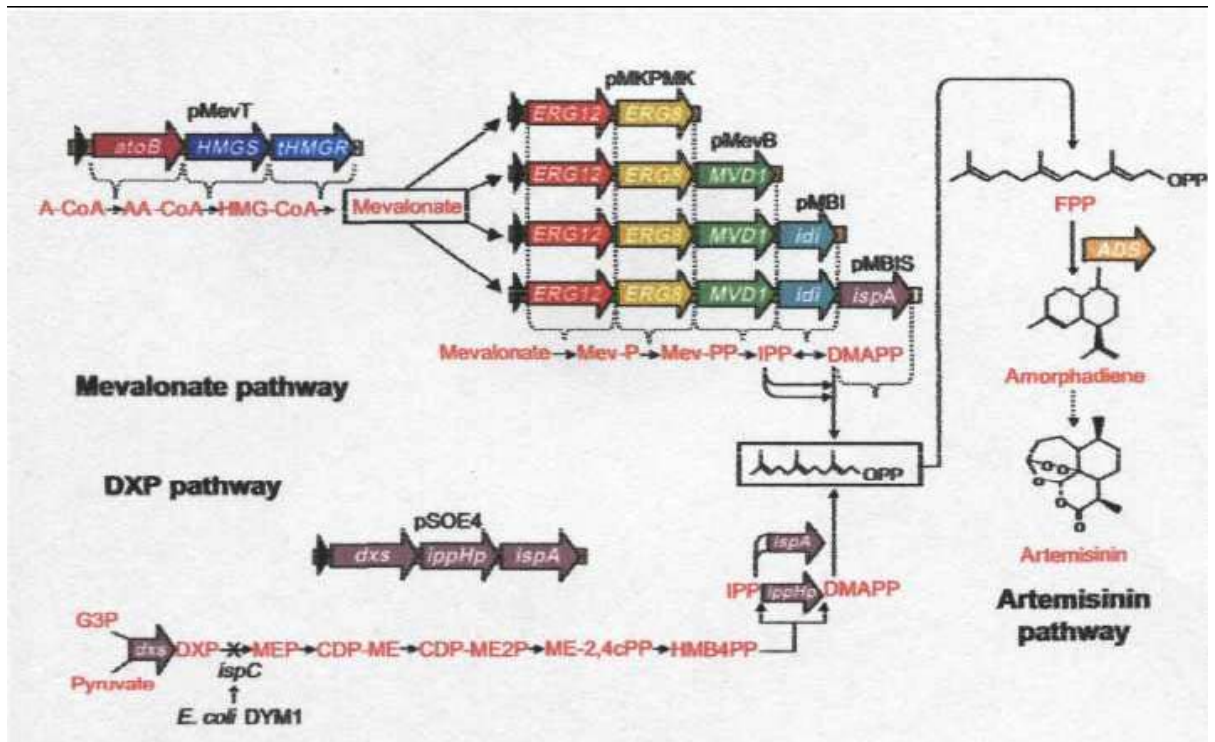 pMevT
atoB HMGS tHMGR
A-CoA AA-CoA HMG-CoA
Mevalonate
pMKPMK
ERG12 ERG8
pMevB
ERG12 ERG8 MVD1
pMBI
ERG12 ERG8 MVD1 idi
pMBIS
ERG12 ERG8 MVD1 idi ispA
Mevalonate Mev-P Mev-PP IPP DMAPP
OPP
FPP
ADS
Amorphadiene
O O
O
O
O
Artemisinin
Artemisinin
pathway
Mevalonate pathway
OPP
DXP pathway
pSOE4
dxs ippHp ispA
ispA
IPP ippHp DMAPP
G3P
dxs DXP MEP CDP-ME CDP-ME2P ME-2,4cPP HMB4PP
Pyruvate
ispC
E. coli DYM1